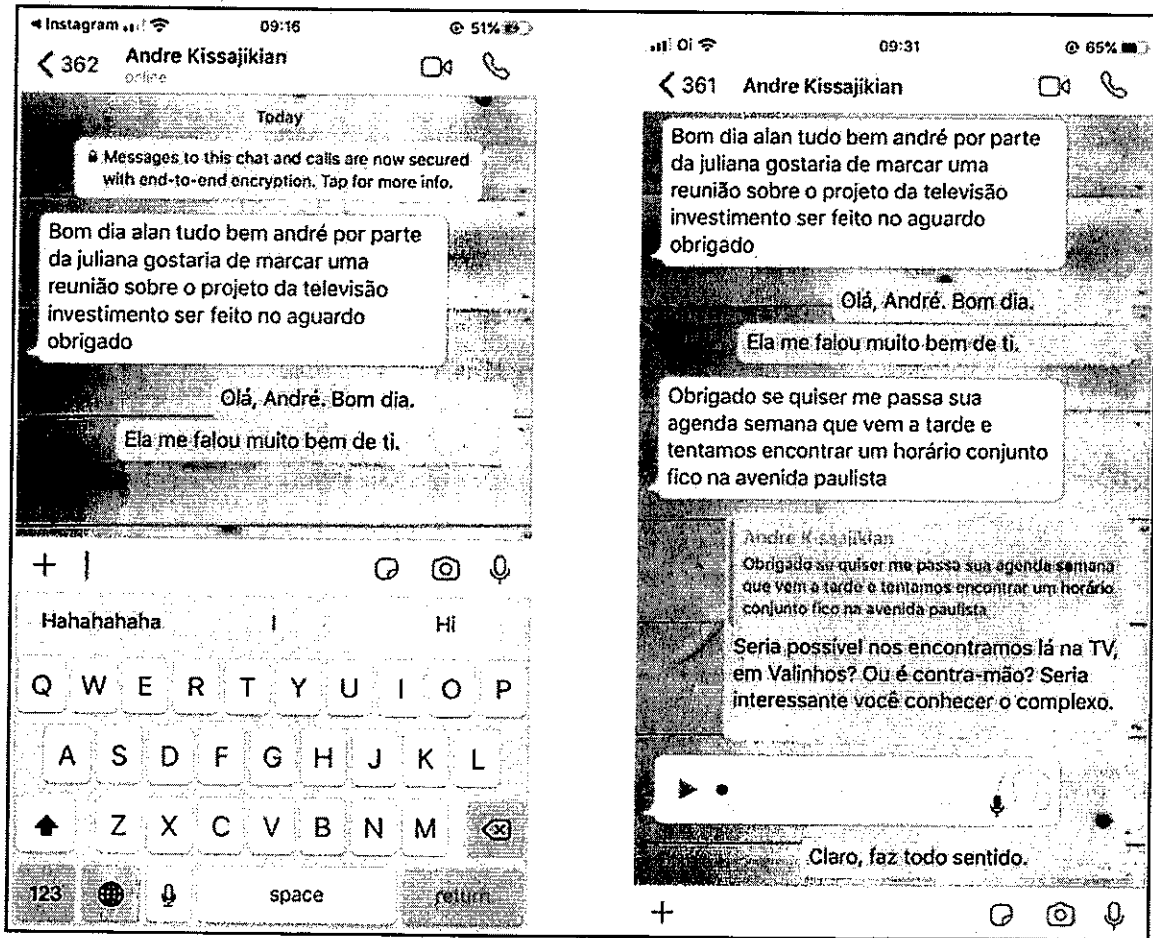 Instagram 09:16 51%
362 Andre Kissajikian
online
Today
Messages to this chat and calls are now secured
with end-to-end encryption. Tap for more info.
Bom dia alan tudo bem andré por parte
da juliana gostaria de marcar uma
reunião sobre o projeto da televisão
investimento ser feito no aguardo
obrigado
Olá, André. Bom dia.
Ela me falou muito bem de ti.
Hahahahaha I Hi
Q W E R T Y U I O P
A S D F G H J K L
Z X C V B N M
123 space return
Oi 09:31 65%
361 Andre Kissajikian
Bom dia alan tudo bem andré por parte
da juliana gostaria de marcar uma
reunião sobre o projeto da televisão
investimento ser feito no aguardo
obrigado
Olá, André. Bom dia.
Ela me falou muito bem de ti.
Obrigado se quiser me passa sua
agenda semana que vem a tarde e
tentamos encontrar um horário conjunto
fico na avenida paulista
Andre Kissajikian
Obrigado se quiser me passa sua agenda semana
que vem a tarde e tentamos encontrar um horário
conjunto fico na avenida paulista
Seria possível nos encontramos lá na TV,
em Valinhos? Ou é contra-mão? Seria
interessante você conhecer o complexo.
Claro, faz todo sentido.